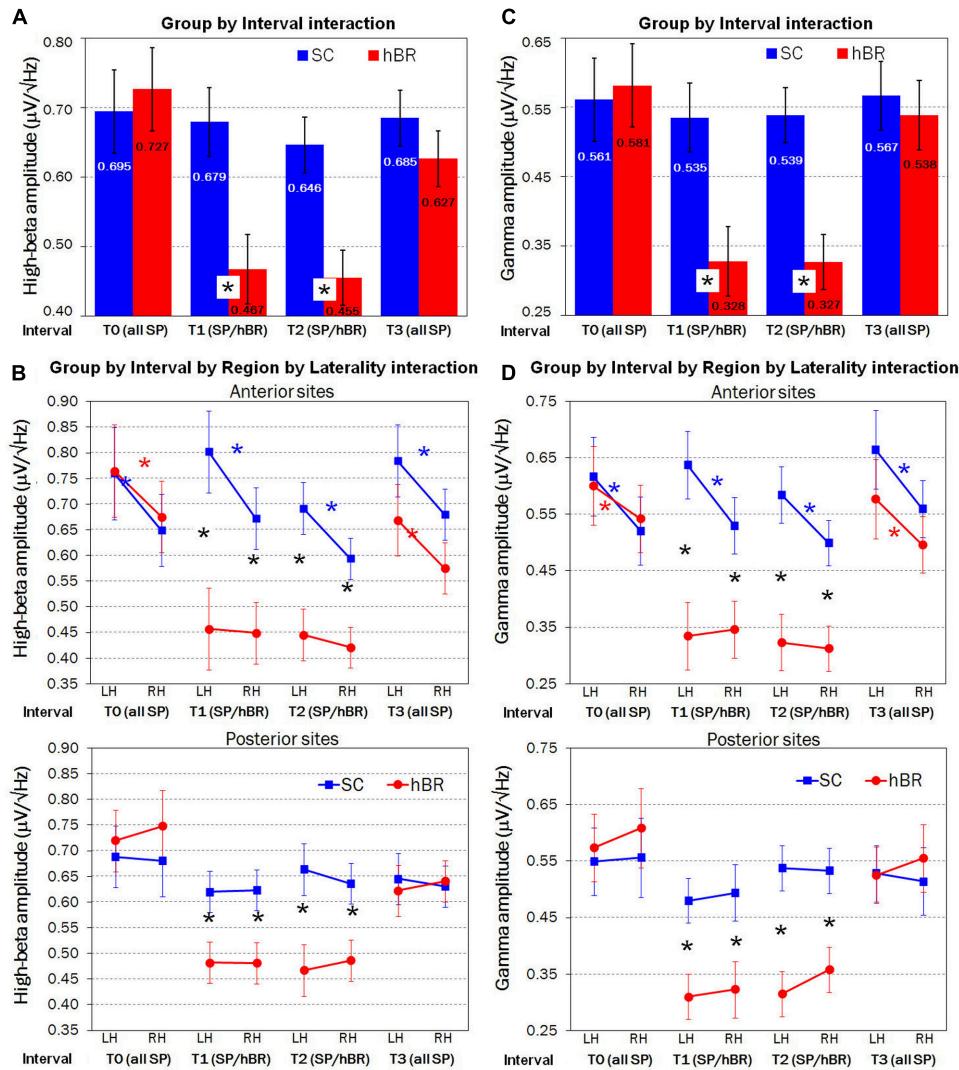 A
Group by Interval interaction
High-beta amplitude (µV/√Hz)
0.80
0.70
0.60
0.50
0.40
SC
hBR
0.695
0.727
0.679
*
0.467
0.646
*
0.455
0.685
0.627
Interval
T0 (all SP)
T1 (SP/hBR)
T2 (SP/hBR)
T3 (all SP)
C
Group by Interval interaction
Gamma amplitude (µV/√Hz)
0.65
0.55
0.45
0.35
0.25
SC
hBR
0.561
0.581
0.535
*
0.328
0.539
*
0.327
0.567
0.538
Interval
T0 (all SP)
T1 (SP/hBR)
T2 (SP/hBR)
T3 (all SP)
B
Group by Interval by Region by Laterality interaction
Anterior sites
High-beta amplitude (µV/√Hz)
0.90
0.85
0.80
0.75
0.70
0.65
0.60
0.55
0.50
0.45
0.40
0.35
* * * * * * * * * *
LH RH LH RH LH RH LH RH
Interval
T0 (all SP)
T1 (SP/hBR)
T2 (SP/hBR)
T3 (all SP)
Posterior sites
High-beta amplitude (µV/√Hz)
0.90
0.85
0.80
0.75
0.70
0.65
0.60
0.55
0.50
0.45
0.40
0.35
SC
hBR
* * * *
LH RH LH RH LH RH LH RH
Interval
T0 (all SP)
T1 (SP/hBR)
T2 (SP/hBR)
T3 (all SP)
D
Group by Interval by Region by Laterality interaction
Anterior sites
Gamma amplitude (µV/√Hz)
0.75
0.65
0.55
0.45
0.35
0.25
* * * * * * * * * *
LH RH LH RH LH RH LH RH
Interval
T0 (all SP)
T1 (SP/hBR)
T2 (SP/hBR)
T3 (all SP)
Posterior sites
Gamma amplitude (µV/√Hz)
0.75
0.65
0.55
0.45
0.35
0.25
SC
hBR
* * * *
LH RH LH RH LH RH LH RH
Interval
T0 (all SP)
T1 (SP/hBR)
T2 (SP/hBR)
T3 (all SP)